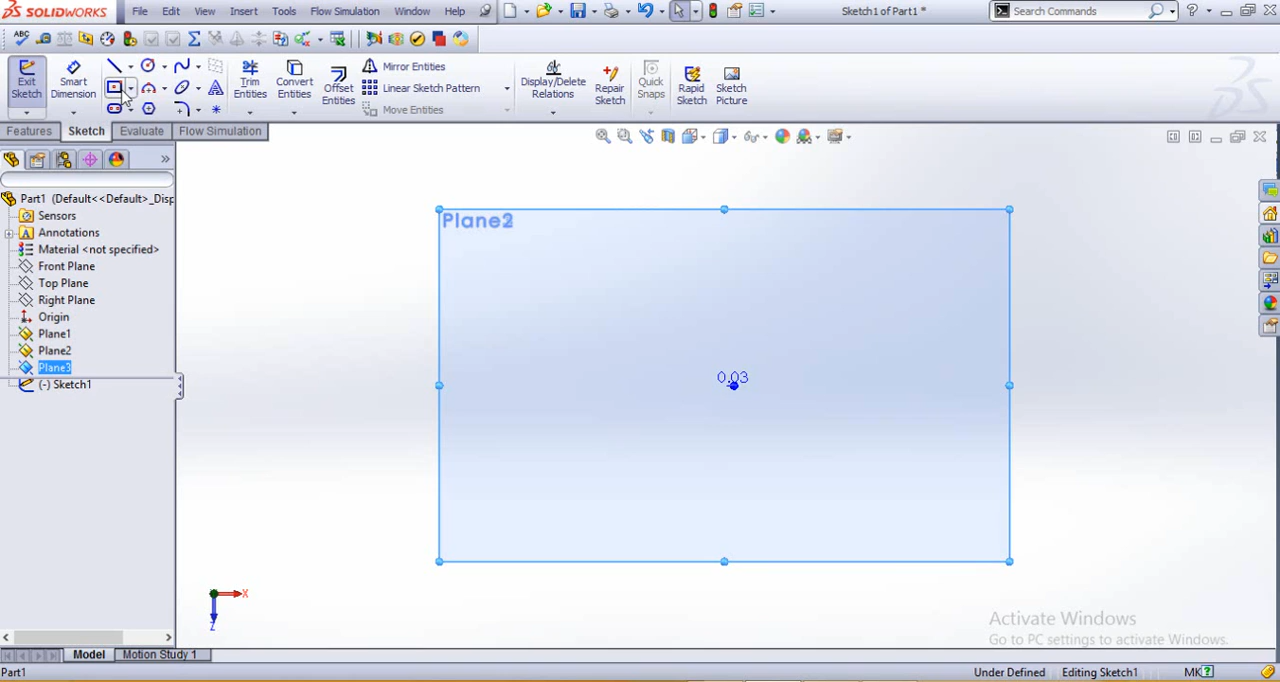 SOLIDWORKS File Edit View Insert Tools Flow Simulation Window Help Sketch1 of Part1 * Search Commands
Exit Sketch
Smart Dimension
Trim Entities
Convert Entities
Offset Entities
Mirror Entities
Linear Sketch Pattern
Move Entities
Display/Delete Relations
Repair Sketch
Quick Snaps
Rapid Sketch
Sketch Picture
Features Sketch Evaluate Flow Simulation
Part1 (Default<<Default>_Disp
Sensors
Annotations
Material <not specified>
Front Plane
Top Plane
Right Plane
Origin
Plane1
Plane2
Plane3
(-) Sketch1
Plane2
0.03
X
Z
Activate Windows
Go to PC settings to activate Windows.
Model Motion Study 1
Part1 Under Defined Editing Sketch1 MK